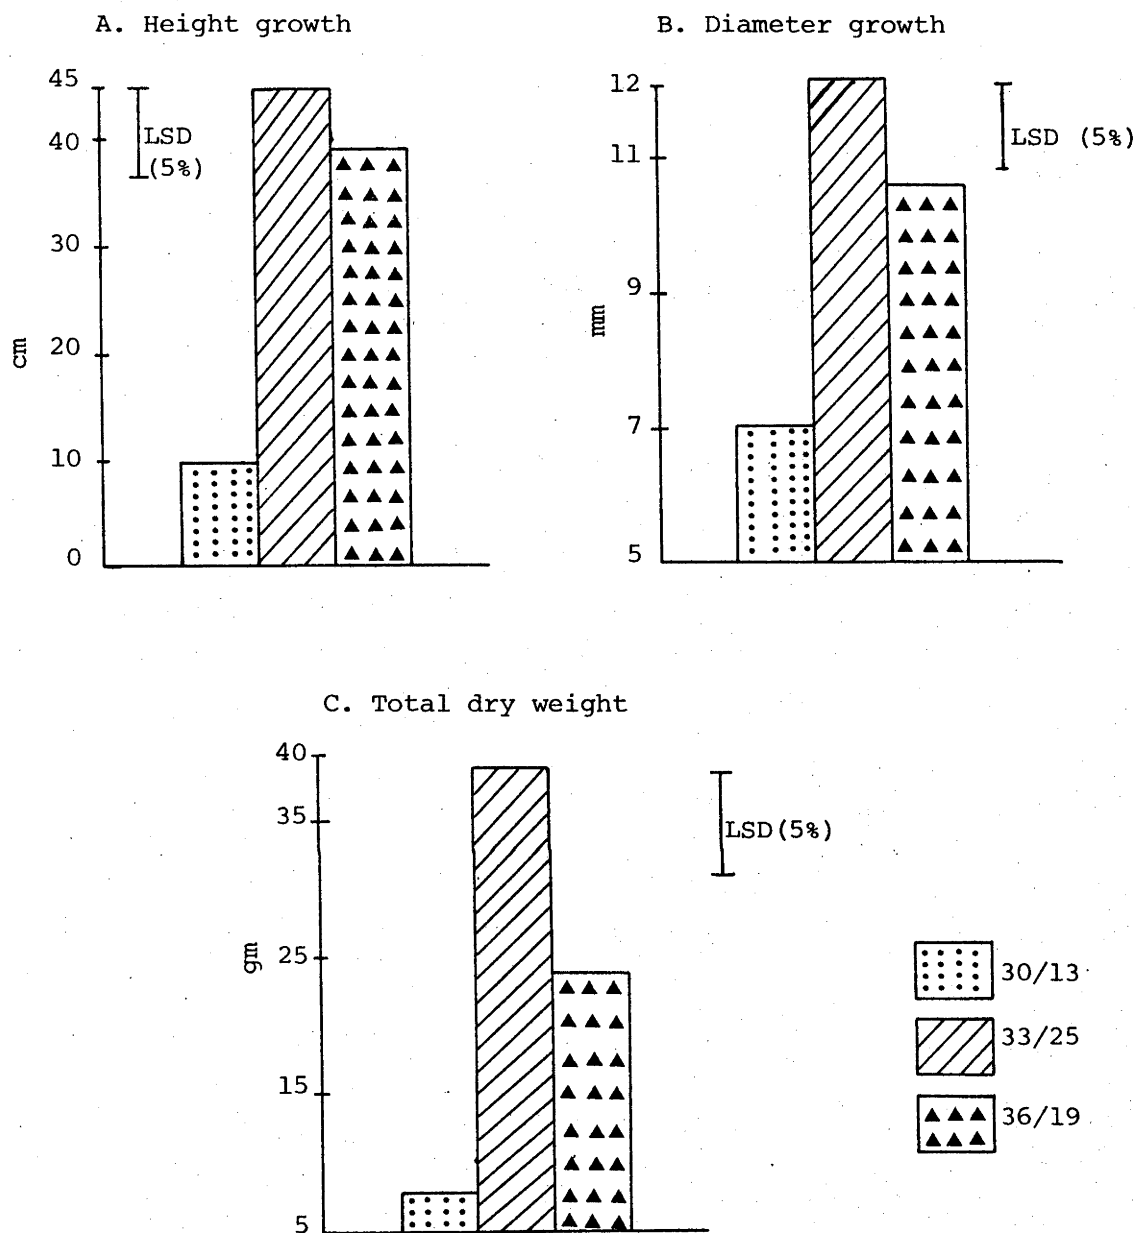 A. Height growth
45
40
30
20
10
0
cm
LSD
(5%)
B. Diameter growth
12
11
9
7
5
mm
LSD (5%)
C. Total dry weight
40
35
25
15
5
gm
LSD(5%)
30/13
33/25
36/19